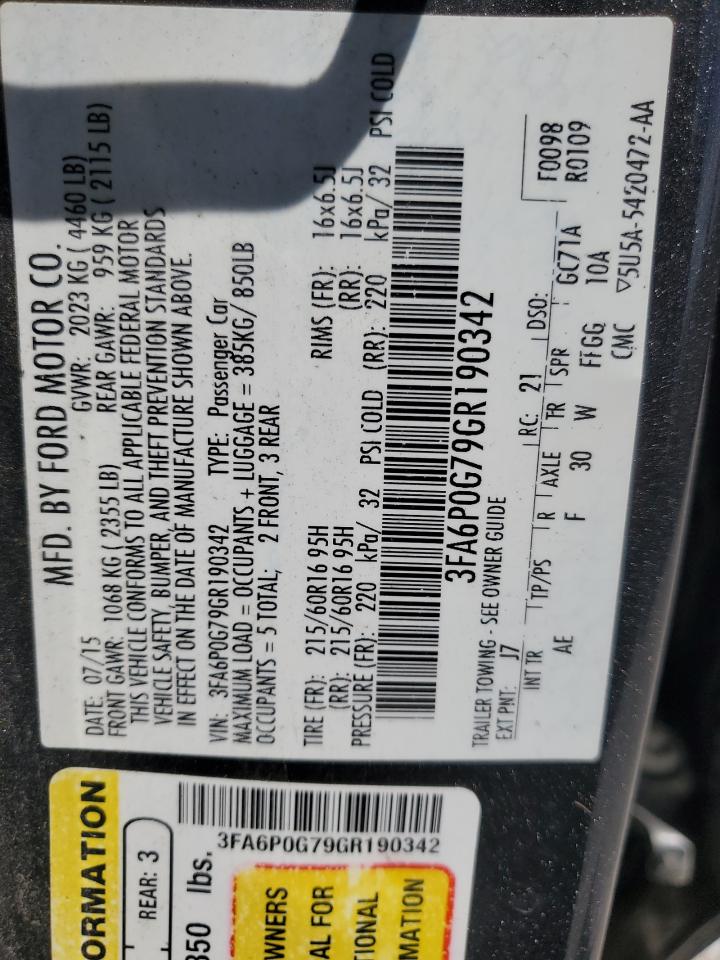 MFD. BY FORD MOTOR CO.
DATE: 07/15 GVWR: 2023 KG ( 4460 LB)
FRONT GAWR: 1068 KG ( 2355 LB) REAR GAWR: 959 KG ( 2115 LB)
THIS VEHICLE CONFORMS TO ALL APPLICABLE FEDERAL MOTOR
VEHICLE SAFETY, BUMPER, AND THEFT PREVENTION STANDARDS
IN EFFECT ON THE DATE OF MANUFACTURE SHOWN ABOVE.
VIN: 3FA6P0G79GR190342 TYPE: Passenger Car
MAXIMUM LOAD = OCCUPANTS + LUGGAGE = 385KG/ 850LB
OCCUPANTS = 5 TOTAL; 2 FRONT, 3 REAR
TIRE (FR): 215/60R16 95H RIMS (FR): 16x6.5J
(RR): 215/60R16 95H (RR): 16x6.5J
PRESSURE (FR): 220 kPa/ 32 PSI COLD (RR): 220 kPa/ 32 PSI COLD
3FA6P0G79GR190342
TRAILER TOWING - SEE OWNER GUIDE
EXT PNT: J7 RC: 21 DSO: F0098
R0109
INT TR TP/PS R AXLE TR SPR GC71A
AE F 30 W FFGG 10A
CMC ▽5U5A-5420472-AA
ORMATION
REAR: 3
350 lbs.
3FA6P0G79GR190342
WNERS
AL FOR
TIONAL
MATION